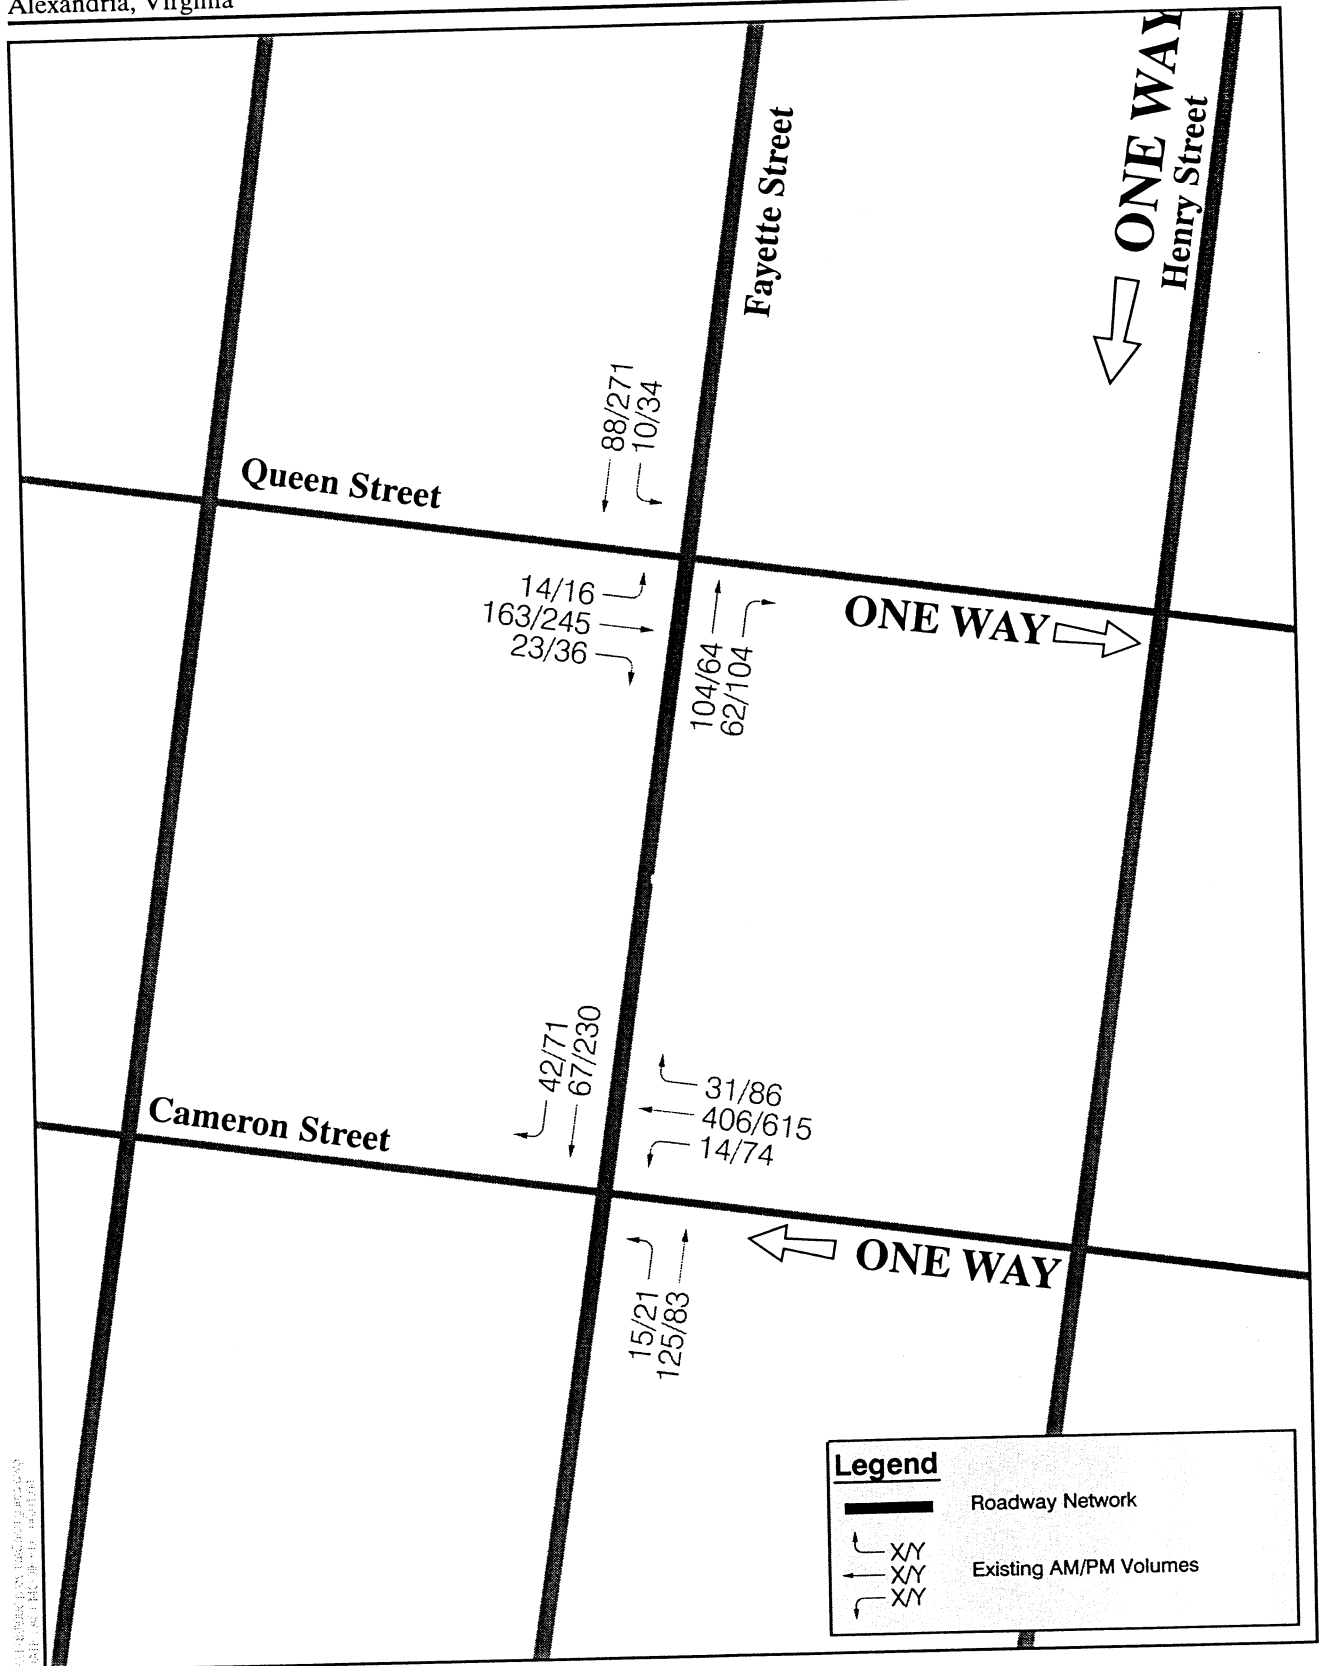 Alexandria, Virginia
ONE WAY
Henry Street
Fayette Street
88/271
10/34
Queen Street
14/16
163/245
23/36
104/64
62/104
ONE WAY
42/71
67/230
31/86
406/615
14/74
Cameron Street
ONE WAY
15/21
125/83
Legend
Roadway Network
X/Y
X/Y
X/Y
Existing AM/PM Volumes